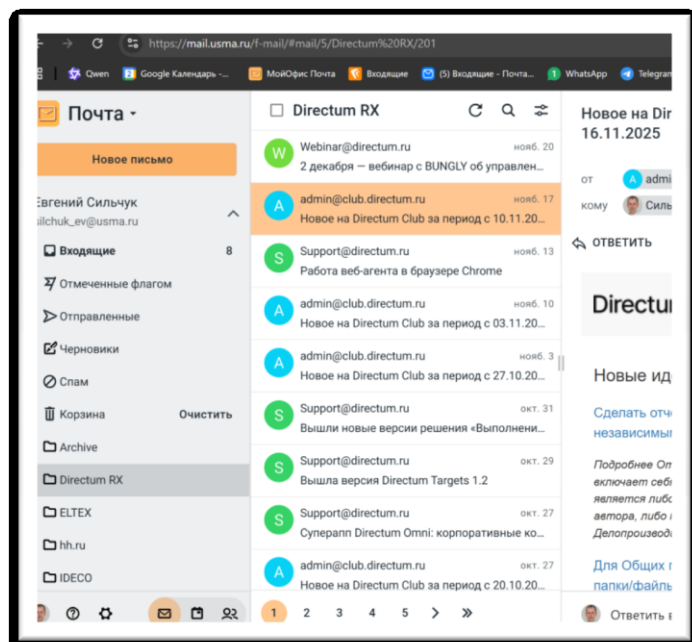 https://mail.usma.ru/f-mail/#mail/5/Directum%20RX/201
Qwen
Google Календарь -...
МойОфис Почта
Входящие
(5) Входящие - Почта...
WhatsApp
Telegram
Почта
Новое письмо
Евгений Сильчук
silchuk_ev@usma.ru
Входящие 8
Отмеченные флагом
Отправленные
Черновики
Спам
Корзина Очистить
Archive
Directum RX
ELTEX
hh.ru
IDECO
Directum RX
W Webinar@directum.ru нояб. 20
2 декабря — вебинар с BUNGLY об управлен...
A admin@club.directum.ru нояб. 17
Новое на Directum Club за период с 10.11.20...
S Support@directum.ru нояб. 13
Работа веб-агента в браузере Chrome
A admin@club.directum.ru нояб. 10
Новое на Directum Club за период с 03.11.20...
A admin@club.directum.ru нояб. 3
Новое на Directum Club за период с 27.10.20...
S Support@directum.ru окт. 31
Вышли новые версии решения «Выполнени...
S Support@directum.ru окт. 29
Вышла версия Directum Targets 1.2
S Support@directum.ru окт. 27
Суперапп Directum Omni: корпоративные ко...
A admin@club.directum.ru окт. 27
Новое на Directum Club за период с 20.10.20...
1 2 3 4 5
Новое на Dir
16.11.2025
от A admi
кому Силь
ОТВЕТИТЬ
Directu
Новые ид
Сделать отч
независимы
Подробнее Оп
включает себ
является либо
автора, либо
Делопроизвод
Для Общих п
папки/файль
Ответить в